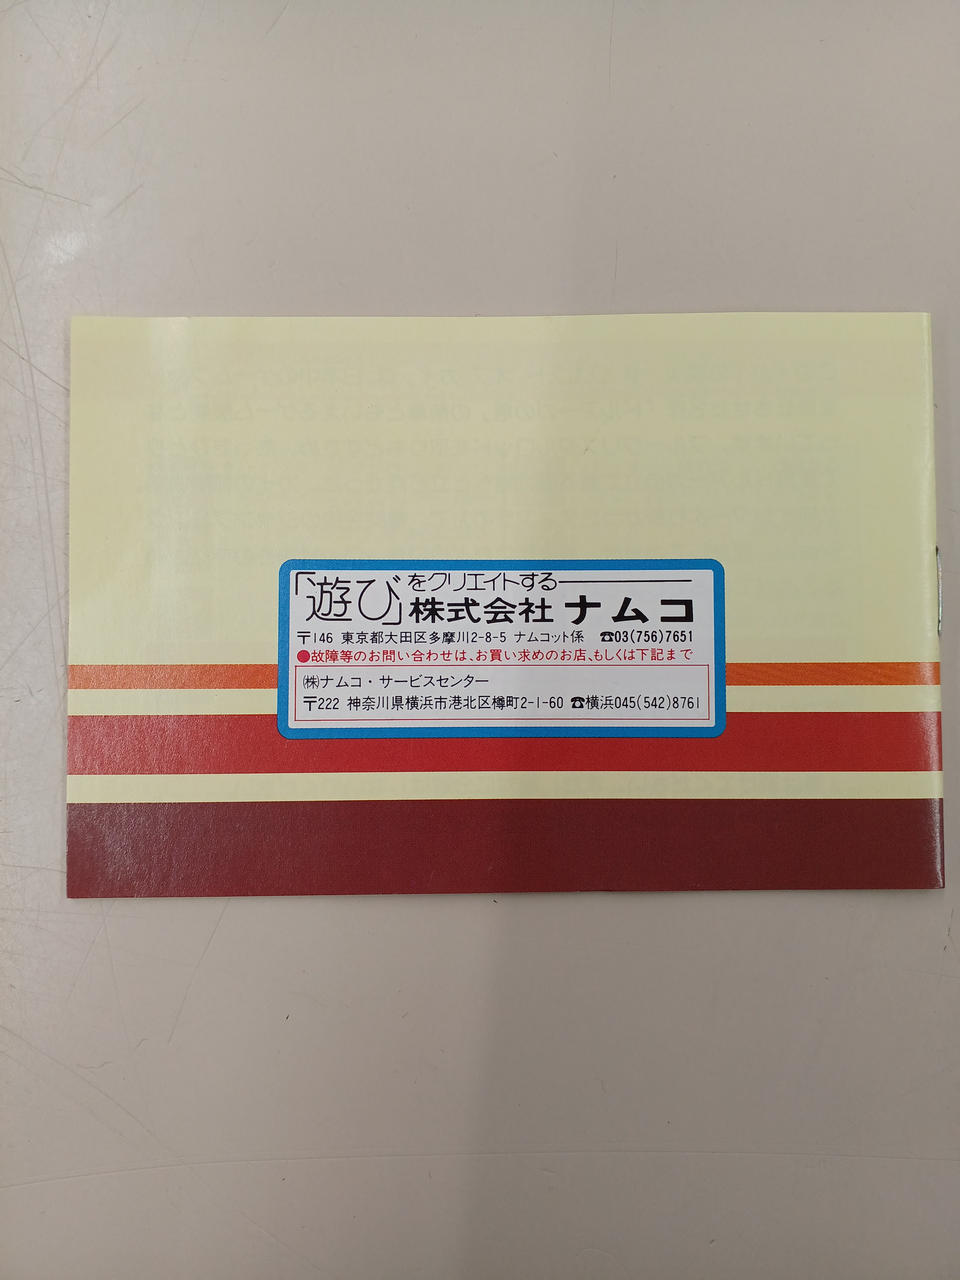 「遊び」をクリエイトする
株式会社 ナムコ
〒146 東京都大田区多摩川2-8-5 ナムコット係 ☎03(756)7651
●故障等のお問い合わせは、お買い求めのお店、もしくは下記まで
㈱ナムコ・サービスセンター
〒222 神奈川県横浜市港北区樽町2-1-60 ☎横浜045(542)8761